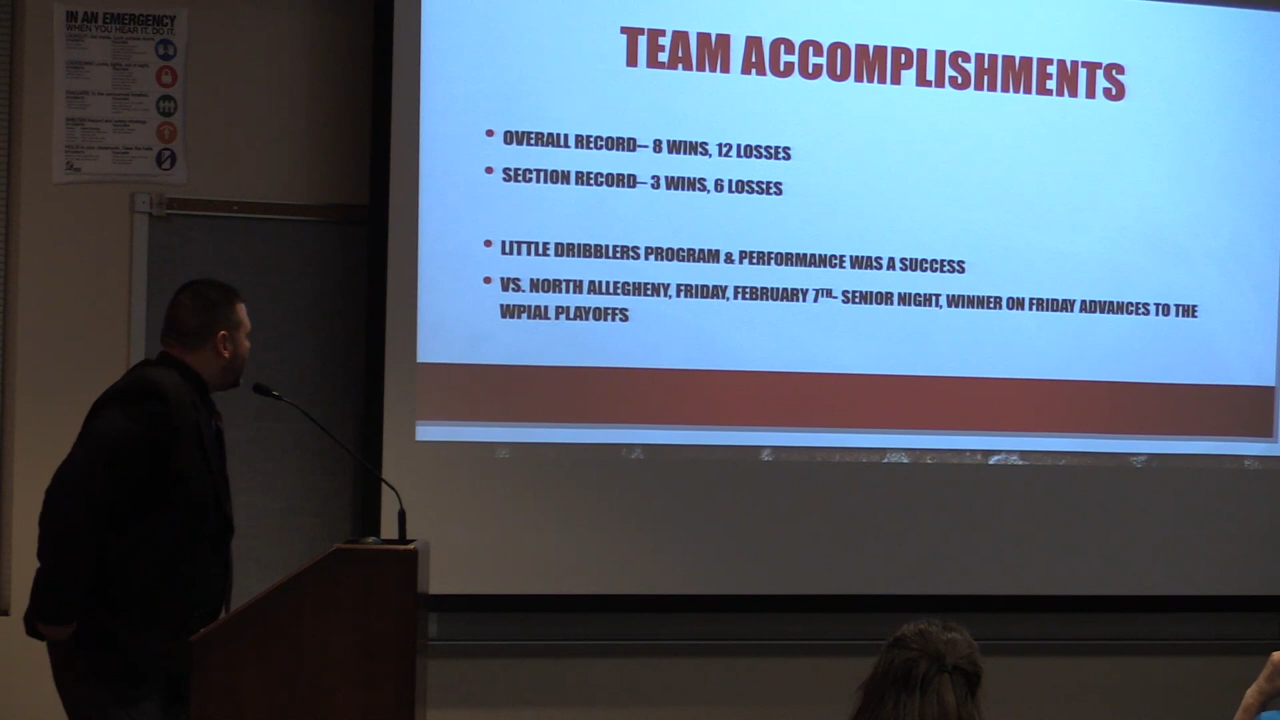 IN AN EMERGENCY
WHEN YOU HEAR IT. DO IT.
TEAM ACCOMPLISHMENTS
• OVERALL RECORD– 8 WINS, 12 LOSSES
• SECTION RECORD– 3 WINS, 6 LOSSES
• LITTLE DRIBBLERS PROGRAM & PERFORMANCE WAS A SUCCESS
• VS. NORTH ALLEGHENY, FRIDAY, FEBRUARY 7TH- SENIOR NIGHT, WINNER ON FRIDAY ADVANCES TO THE
WPIAL PLAYOFFS